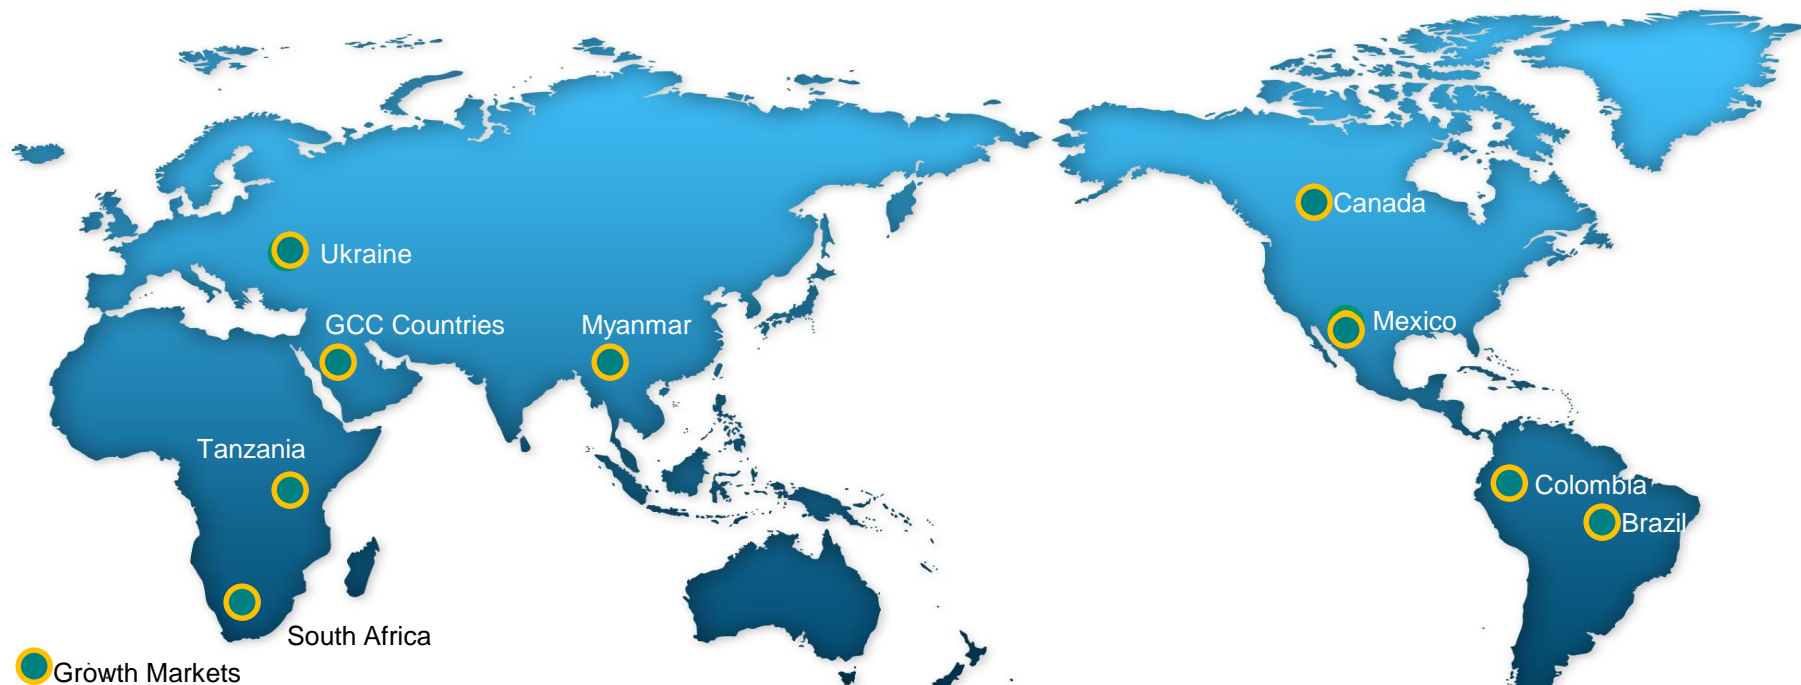 Canada
Ukraine
GCC Countries
Myanmar
Mexico
Tanzania
Colombia
Brazil
South Africa
Growth Markets